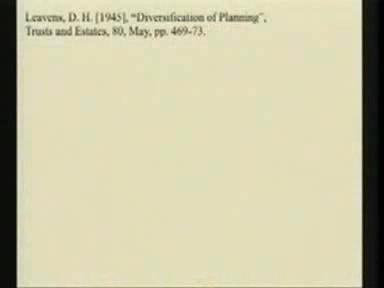 Leavens, D. H. [1945], “Diversification of Planning”,
Trusts and Estates, 80, May, pp. 469-73.